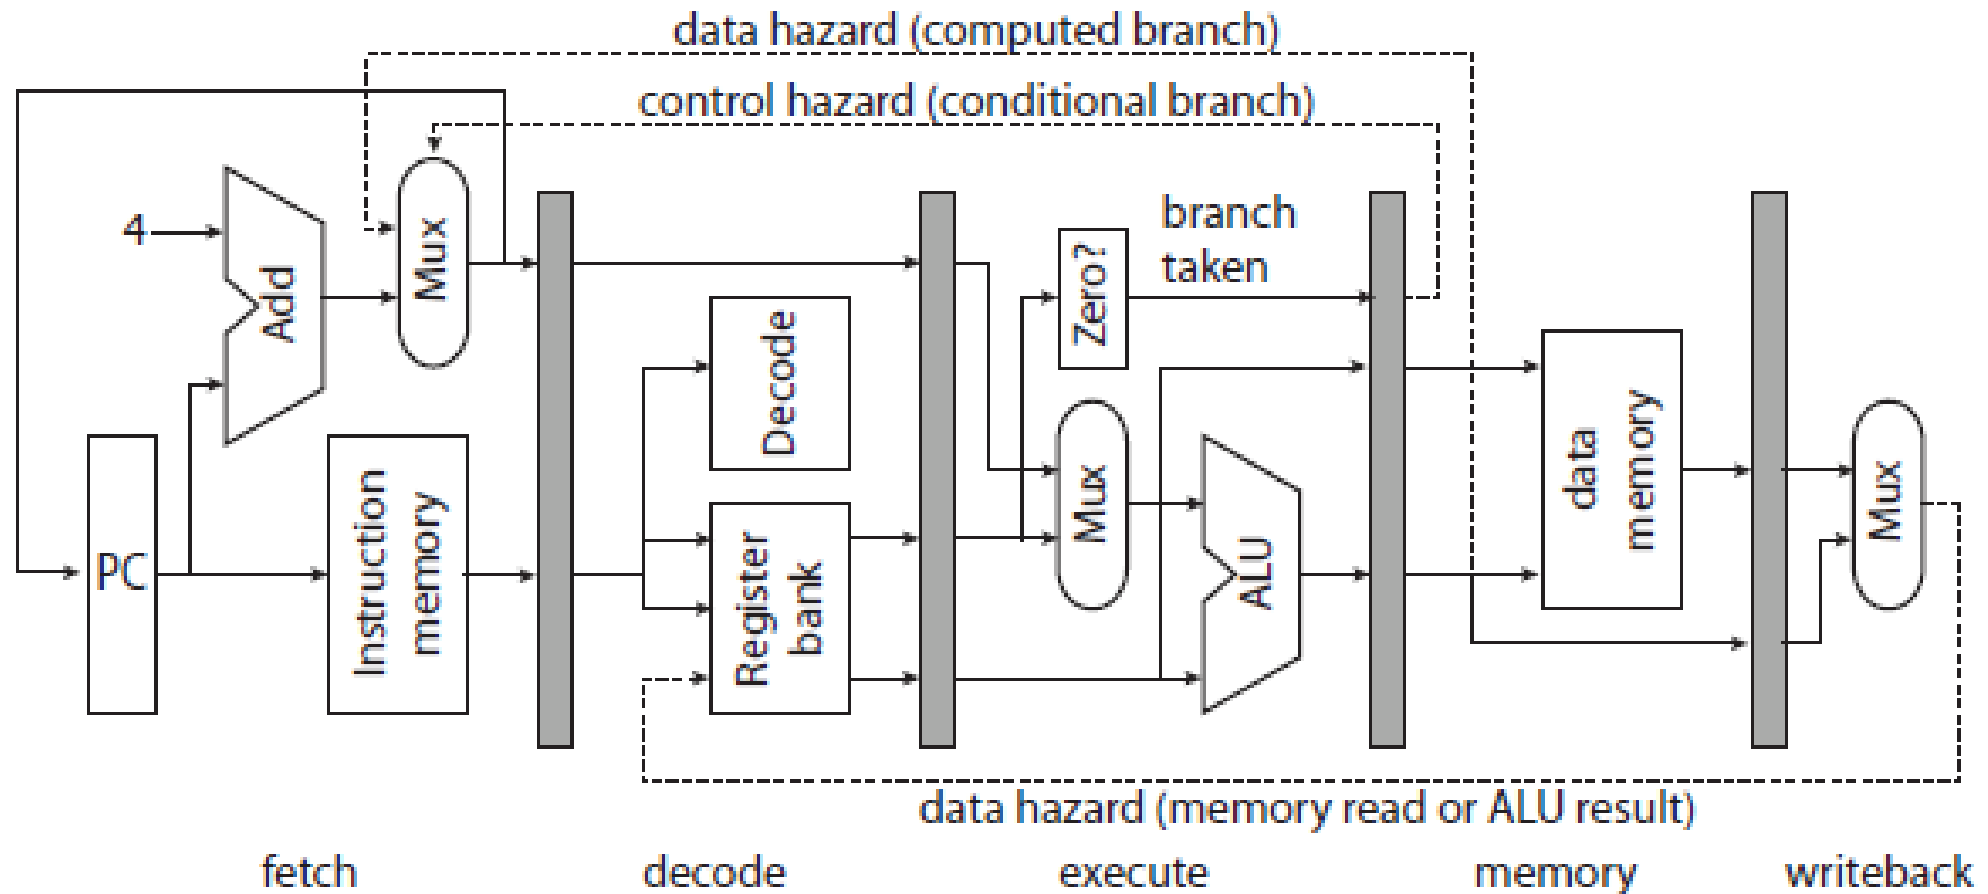 data hazard (computed branch)
control hazard (conditional branch)
4
Add
Mux
branch
taken
Zero?
Decode
Mux
data
memory
Mux
PC
Instruction
memory
Register
bank
ALU
data hazard (memory read or ALU result)
fetch
decode
execute
memory
writeback